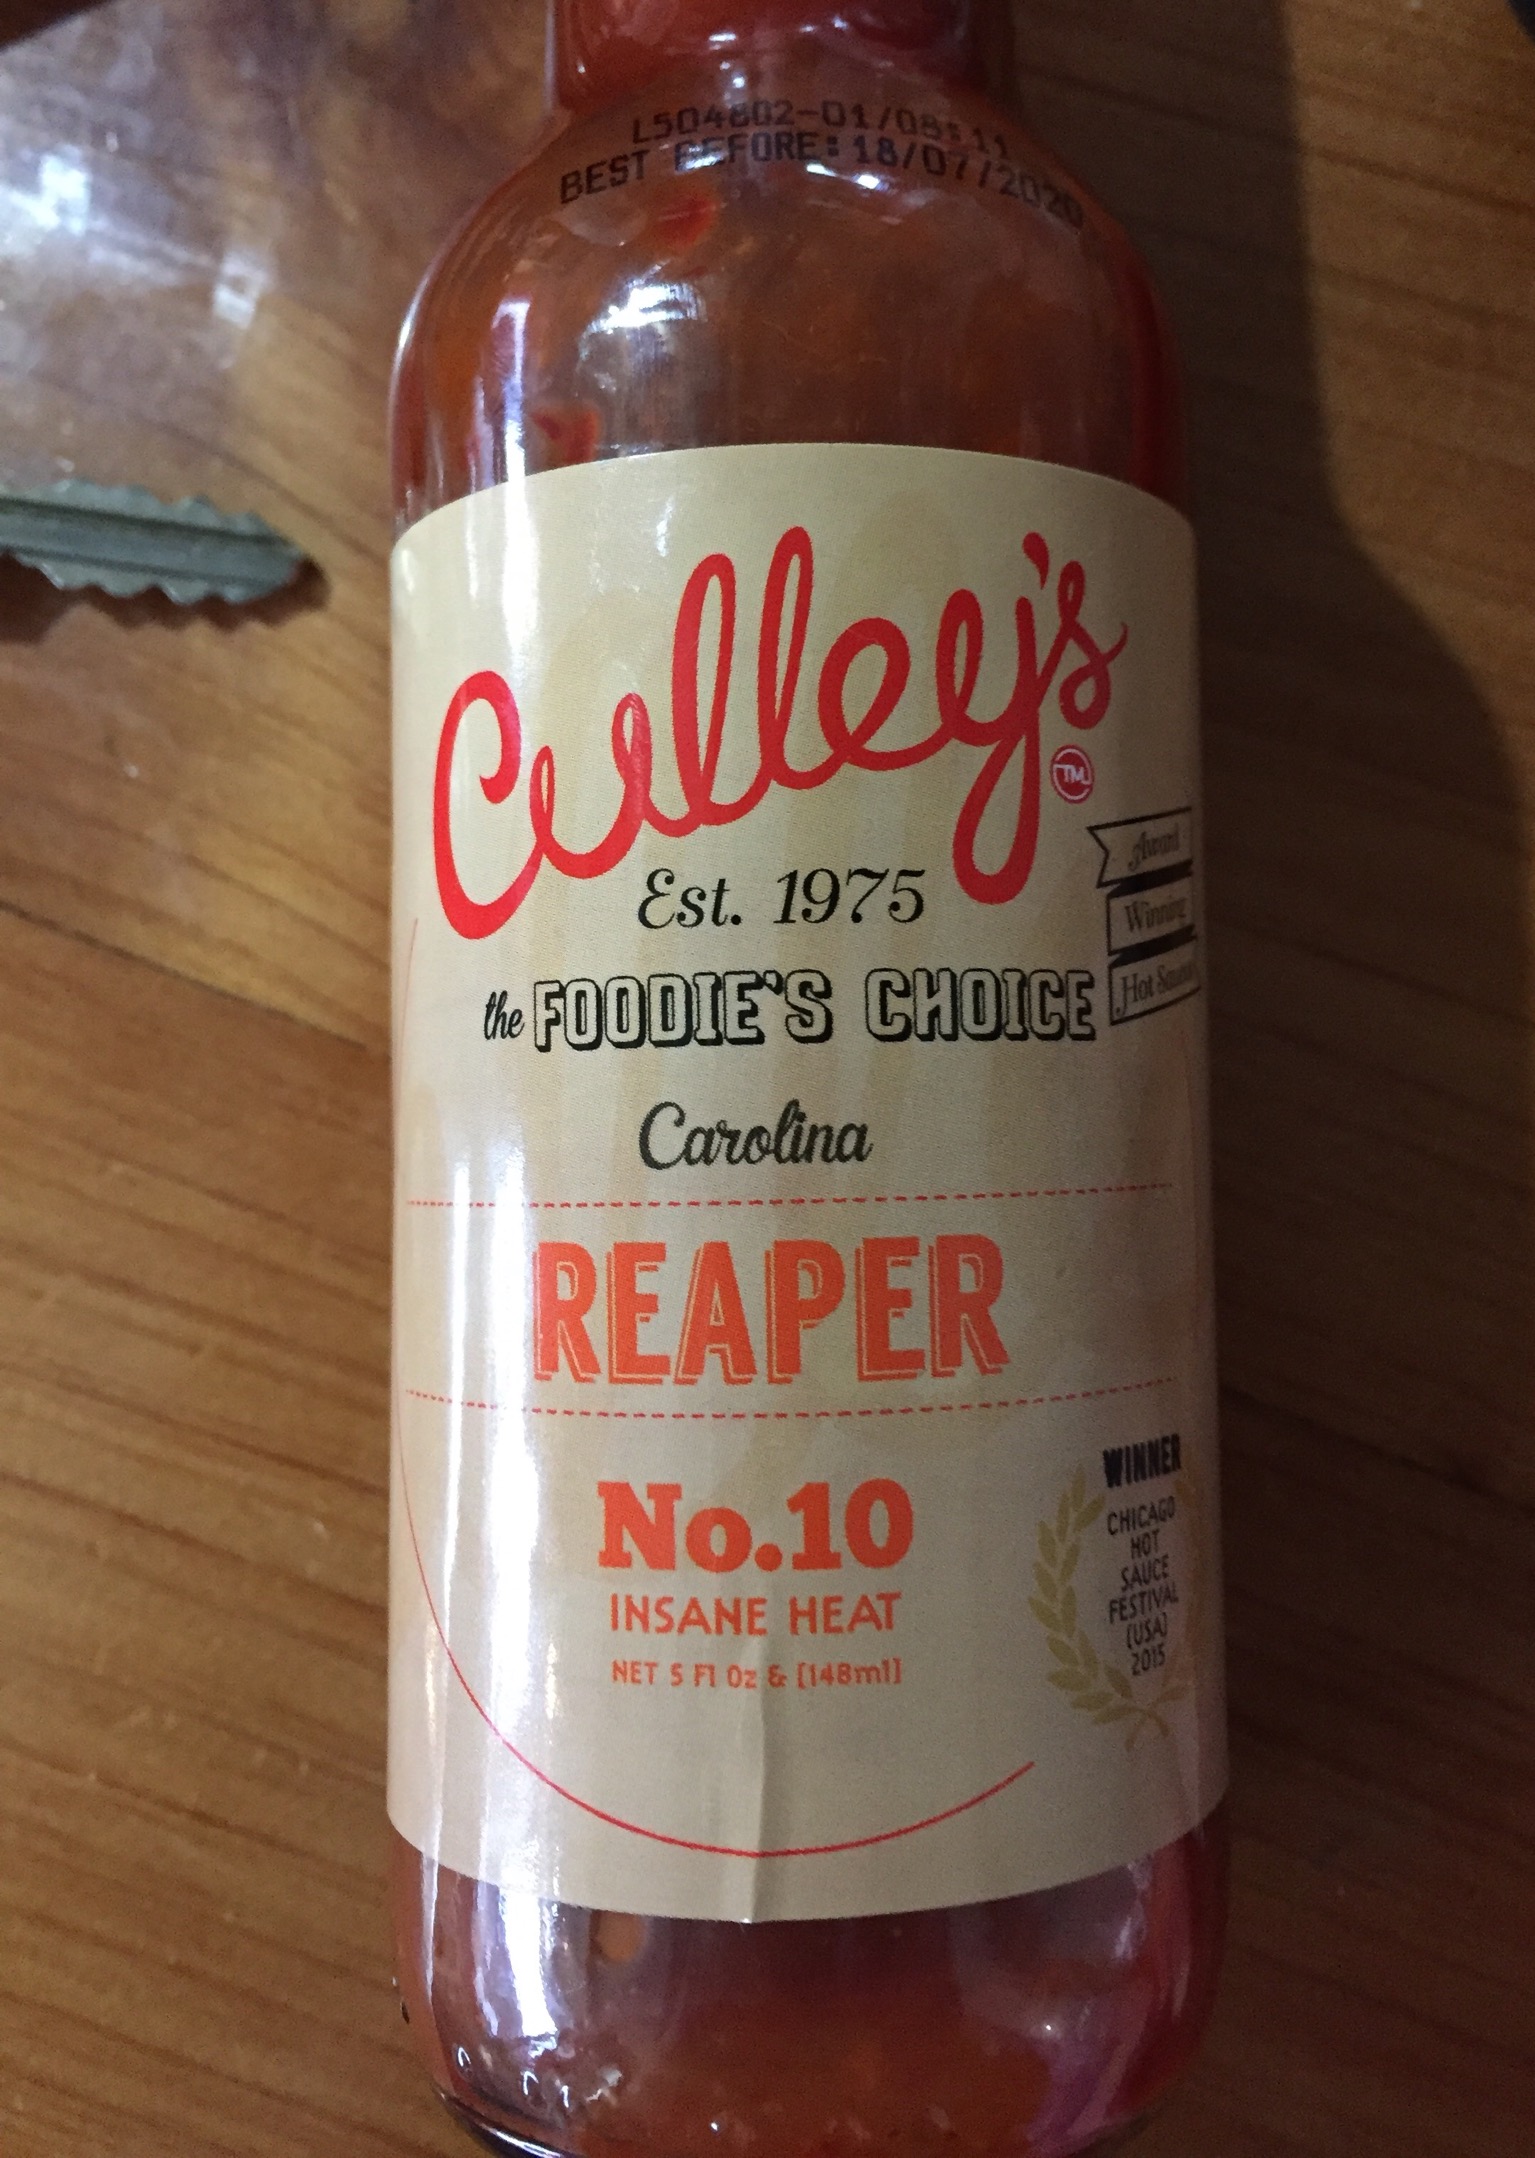 L504802-01/08:11
BEST BEFORE: 18/07/2020
Culley's
TM
Est. 1975
the FOODIE'S CHOICE
Award
Winning
Hot Sauce
Carolina
REAPER
No.10
INSANE HEAT
NET 5 Fl Oz & [148ml]
WINNER
CHICAGO
HOT
SAUCE
FESTIVAL
(USA)
2015